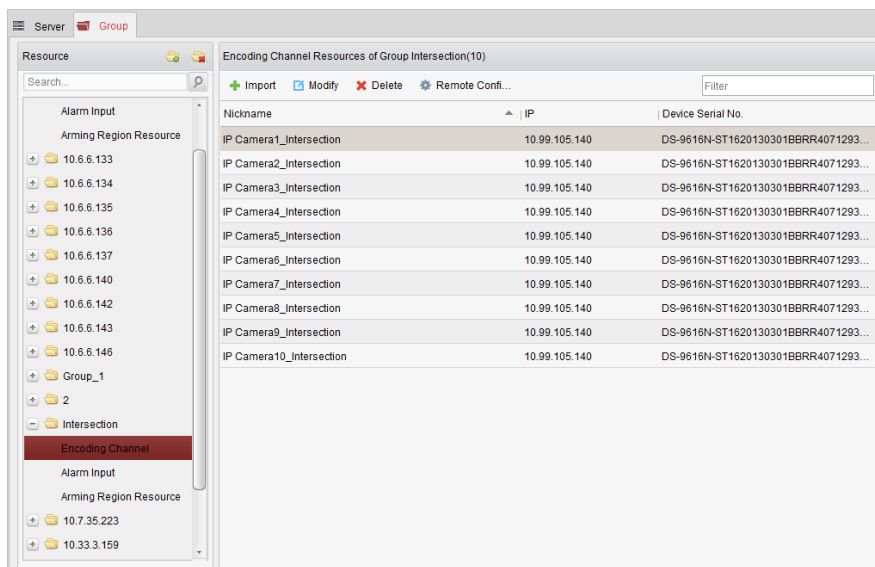 Server Group
Resource
Search...
Alarm Input
Arming Region Resource
10.6.6.133
10.6.6.134
10.6.6.135
10.6.6.136
10.6.6.137
10.6.6.140
10.6.6.142
10.6.6.143
10.6.6.146
Group_1
2
Intersection
Encoding Channel
Alarm Input
Arming Region Resource
10.7.35.223
10.33.3.159
Encoding Channel Resources of Group Intersection(10)
Import Modify Delete Remote Confi... Filter
Nickname IP Device Serial No.
IP Camera1_Intersection 10.99.105.140 DS-9616N-ST1620130301BBRR4071293...
IP Camera2_Intersection 10.99.105.140 DS-9616N-ST1620130301BBRR4071293...
IP Camera3_Intersection 10.99.105.140 DS-9616N-ST1620130301BBRR4071293...
IP Camera4_Intersection 10.99.105.140 DS-9616N-ST1620130301BBRR4071293...
IP Camera5_Intersection 10.99.105.140 DS-9616N-ST1620130301BBRR4071293...
IP Camera6_Intersection 10.99.105.140 DS-9616N-ST1620130301BBRR4071293...
IP Camera7_Intersection 10.99.105.140 DS-9616N-ST1620130301BBRR4071293...
IP Camera8_Intersection 10.99.105.140 DS-9616N-ST1620130301BBRR4071293...
IP Camera9_Intersection 10.99.105.140 DS-9616N-ST1620130301BBRR4071293...
IP Camera10_Intersection 10.99.105.140 DS-9616N-ST1620130301BBRR4071293...